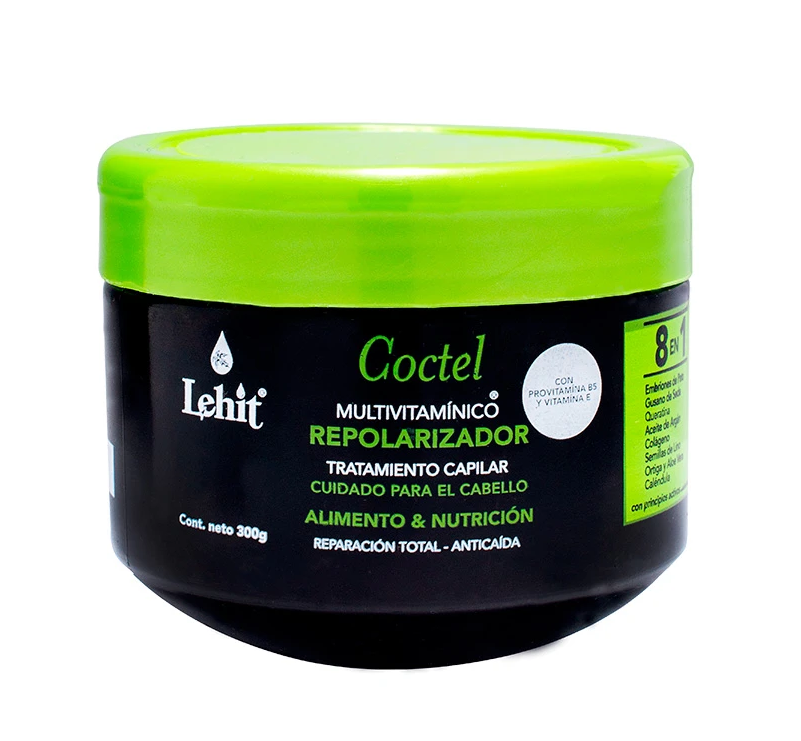 Lehit®
Cont. neto 300g
Coctel
MULTIVITAMÍNICO®
REPOLARIZADOR
TRATAMIENTO CAPILAR
CUIDADO PARA EL CABELLO
ALIMENTO & NUTRICIÓN
REPARACIÓN TOTAL - ANTICAÍDA
CON
PROVITAMINA B5
Y VITAMINA E
8 EN 1
Embriones de
Gusano de Seda
Queratina
Aceite de Argán
Colágeno
Semillas de Lino
Ortiga y Aloe Vera
Caléndula
con principios